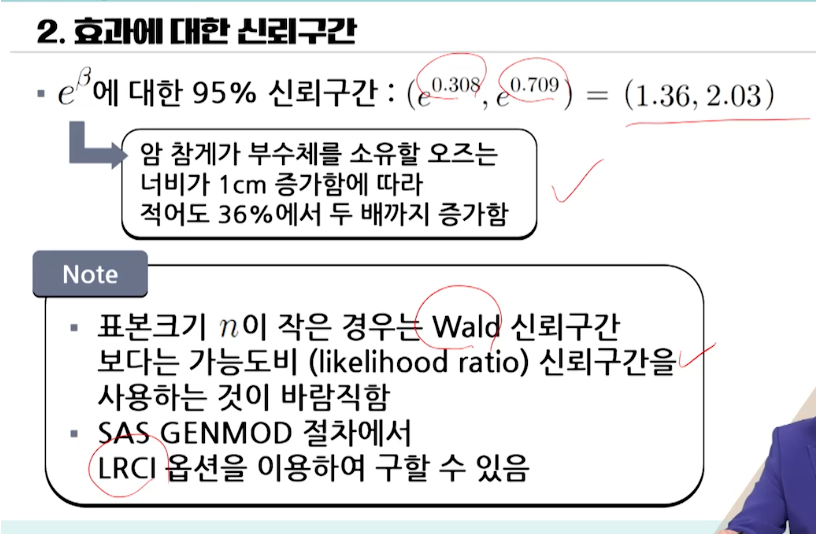 2. 효과에 대한 신뢰구간
▪ e^β에 대한 95% 신뢰구간 : (e^0.308, e^0.709) = (1.36, 2.03)
암 참게가 부수체를 소유할 오즈는
너비가 1cm 증가함에 따라
적어도 36%에서 두 배까지 증가함
Note
▪ 표본크기 n이 작은 경우는 Wald 신뢰구간
보다는 가능도비 (likelihood ratio) 신뢰구간을
사용하는 것이 바람직함
▪ SAS GENMOD 절차에서
LRCI 옵션을 이용하여 구할 수 있음